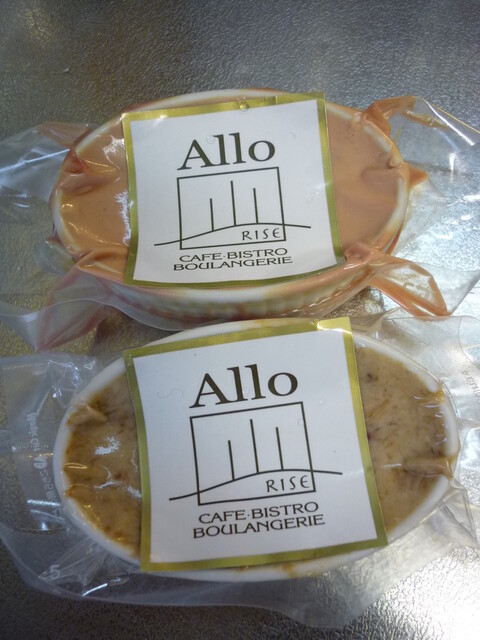 Allo
RISE
CAFE·BISTRO
BOULANGERIE
Allo
RISE
CAFE·BISTRO
BOULANGERIE